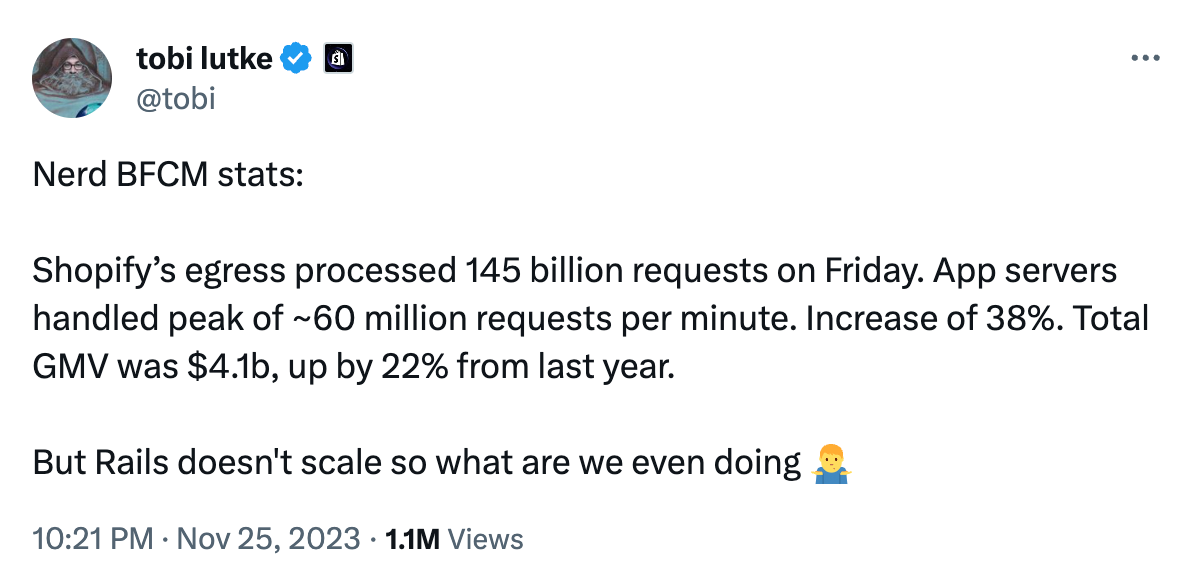 tobi lutke
@tobi
Nerd BFCM stats:
Shopify’s egress processed 145 billion requests on Friday. App servers
handled peak of ~60 million requests per minute. Increase of 38%. Total
GMV was $4.1b, up by 22% from last year.
But Rails doesn't scale so what are we even doing 🤷‍♂️
10:21 PM · Nov 25, 2023 · 1.1M Views